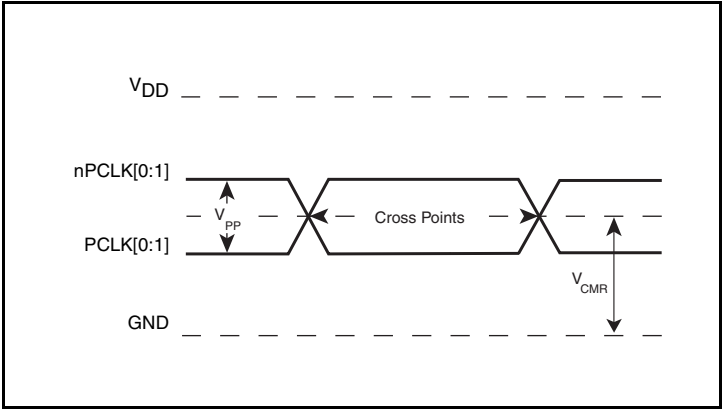 VDD
nPCLK[0:1]
VPP
Cross Points
PCLK[0:1]
VCMR
GND